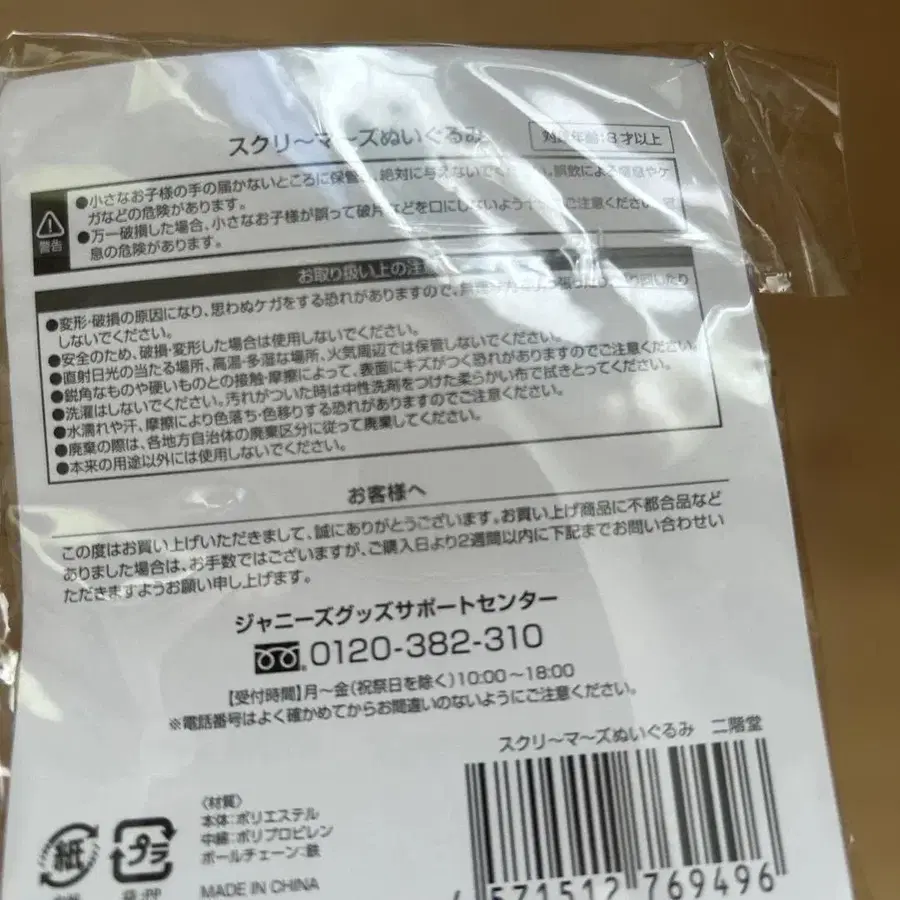 スクリ～マ～ズぬいぐるみ
対象年齢:8才以上
警告
●小さなお子様の手の届かないところに保管し、絶対に与えないでください。誤飲による窒息やケ
ガなどの危険があります。
●万一破損した場合、小さなお子様が誤って破片などを口にしないよう十分ご注意ください。窒
息の危険があります。
お取り扱い上の注意
●変形・破損の原因になり、思わぬケガをする恐れがありますので、
しないでください。
●安全のため、破損・変形した場合は使用しないでください。
●直射日光の当たる場所、高温・多湿な場所、火気周辺では保管しないでください。
●鋭角なものや硬いものとの接触・摩擦によって、表面にキズがつく恐れがありますのでご注意ください。
●洗濯はしないでください。汚れがついた時は中性洗剤をつけた柔らかい布で拭きとってください。
●水濡れや汗、摩擦により色落ち・色移りする恐れがありますのでご注意ください。
●廃棄の際は、各地方自治体の廃棄区分に従って廃棄してください。
●本来の用途以外には使用しないでください。
お客様へ
この度はお買い上げいただきまして、誠にありがとうございます。お買い上げ商品に不都合品など
ありました場合は、お手数ではございますが、ご購入日より2週間以内に下記までお問い合わせい
ただきますようお願い申し上げます。
ジャニーズグッズサポートセンター
0120-382-310
【受付時間】月～金(祝祭日を除く)10:00～18:00
※電話番号はよく確かめてからお間違いのないようにご注意ください。
スクリ～マ～ズぬいぐるみ 二階堂
紙
プラ
〈材質〉
本体:ポリエステル
中綿:ポリプロピレン
ボールチェーン:鉄
MADE IN CHINA
4 571512 769496